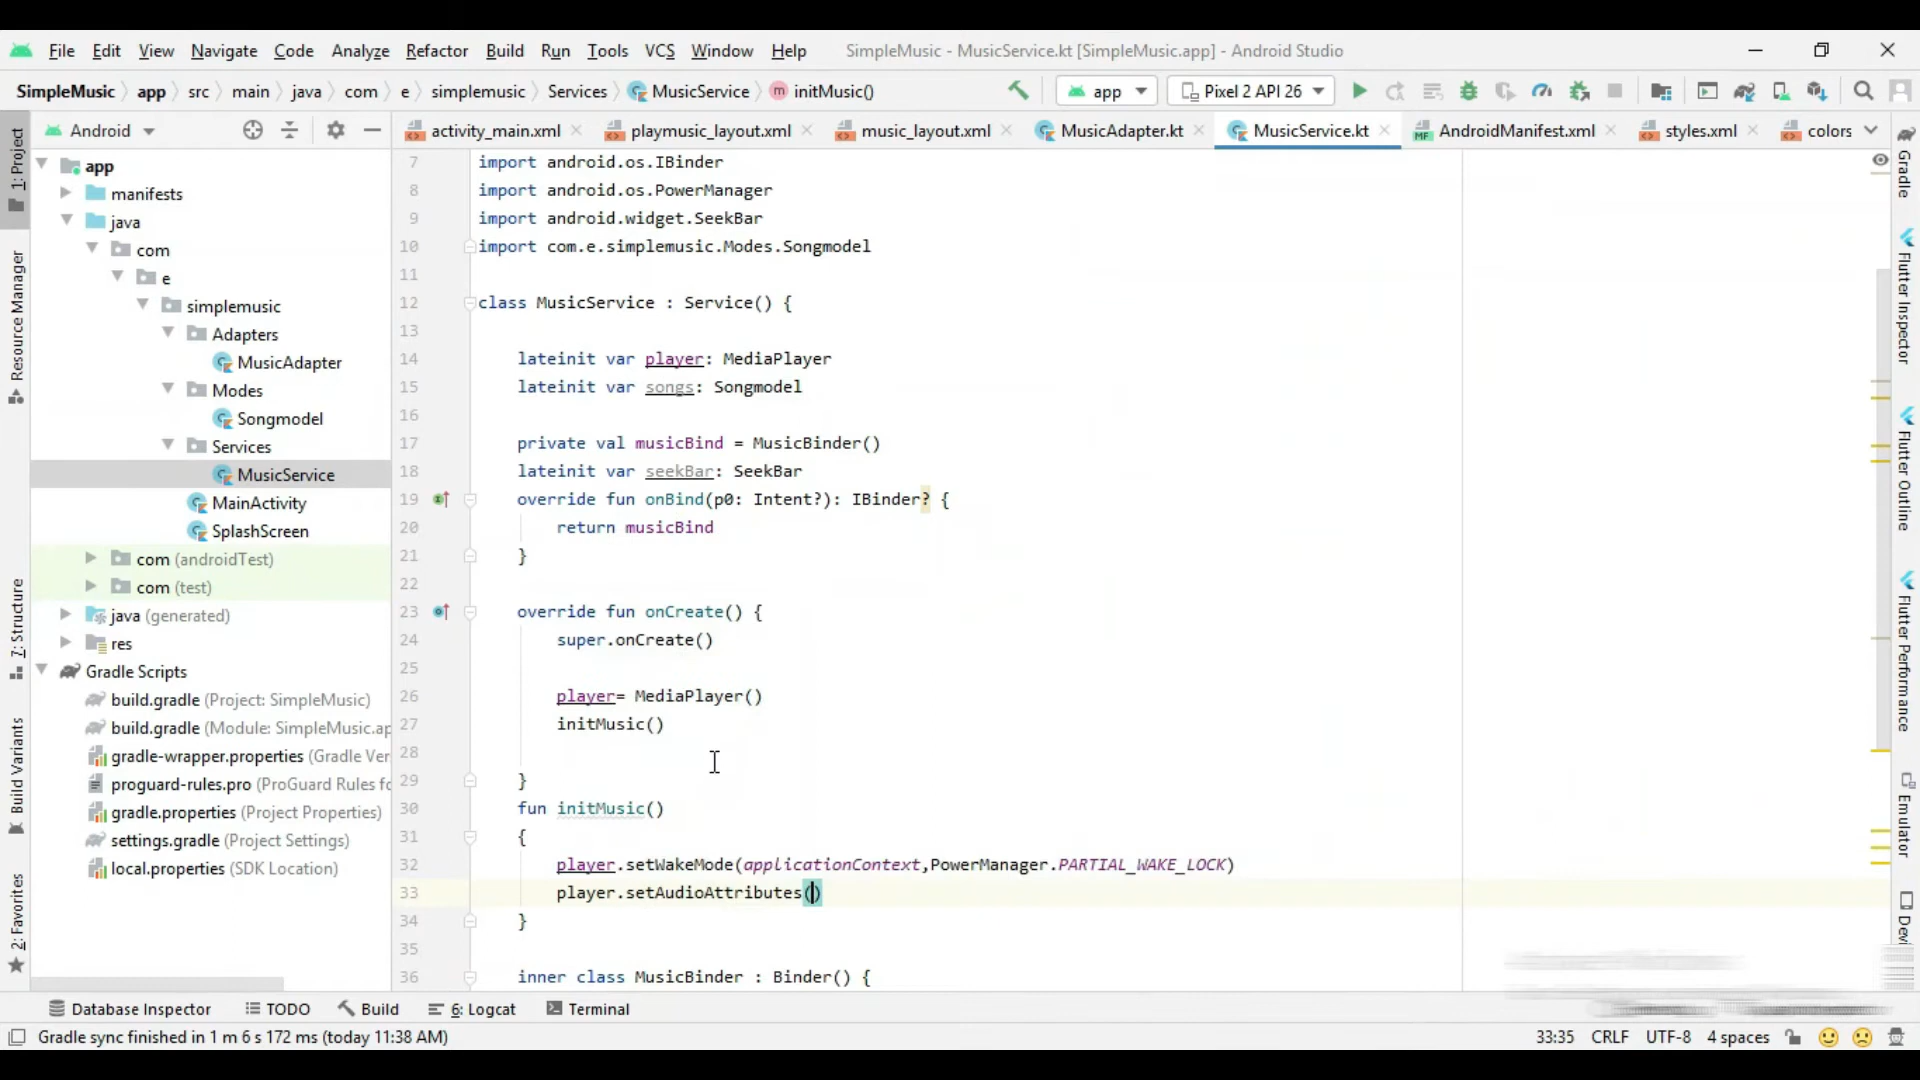 File Edit View Navigate Code Analyze Refactor Build Run Tools VCS Window Help SimpleMusic - MusicService.kt [SimpleMusic.app] - Android Studio
SimpleMusic app src main java com e simplemusic Services MusicService initMusic() app Pixel 2 API 26
Android activity_main.xml playmusic_layout.xml music_layout.xml MusicAdapter.kt MusicService.kt AndroidManifest.xml styles.xml colors
1: Project
Resource Manager
7: Structure
Build Variants
2: Favorites
app
manifests
java
com
e
simplemusic
Adapters
MusicAdapter
Modes
Songmodel
Services
MusicService
MainActivity
SplashScreen
com (androidTest)
com (test)
java (generated)
res
Gradle Scripts
build.gradle (Project: SimpleMusic)
build.gradle (Module: SimpleMusic.ap
gradle-wrapper.properties (Gradle Ver
proguard-rules.pro (ProGuard Rules fo
gradle.properties (Project Properties)
settings.gradle (Project Settings)
local.properties (SDK Location)
7 import android.os.IBinder
8 import android.os.PowerManager
9 import android.widget.SeekBar
10 import com.e.simplemusic.Modes.Songmodel
11
12 class MusicService : Service() {
13
14 lateinit var player: MediaPlayer
15 lateinit var songs: Songmodel
16
17 private val musicBind = MusicBinder()
18 lateinit var seekBar: SeekBar
19 override fun onBind(p0: Intent?): IBinder? {
20 return musicBind
21 }
22
23 override fun onCreate() {
24 super.onCreate()
25
26 player= MediaPlayer()
27 initMusic()
28
29 }
30 fun initMusic()
31 {
32 player.setWakeMode(applicationContext,PowerManager.PARTIAL_WAKE_LOCK)
33 player.setAudioAttributes()
34 }
35
36 inner class MusicBinder : Binder() {
Gradle
Flutter Inspector
Flutter Outline
Flutter Performance
Emulator
Devi
Database Inspector TODO Build 6: Logcat Terminal
Gradle sync finished in 1 m 6 s 172 ms (today 11:38 AM) 33:35 CRLF UTF-8 4 spaces